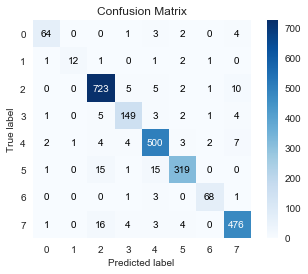 Confusion Matrix
0 64 0 0 1 3 2 0 4
1 1 12 1 0 1 2 1 0
2 0 0 723 5 5 2 1 10
3 1 0 5 149 3 2 1 4
4 2 1 4 4 500 3 2 7
5 1 0 15 1 15 319 0 0
6 0 0 0 1 3 0 68 1
7 1 0 16 4 3 4 0 476
0 1 2 3 4 5 6 7
True label
Predicted label
700
600
500
400
300
200
100
0